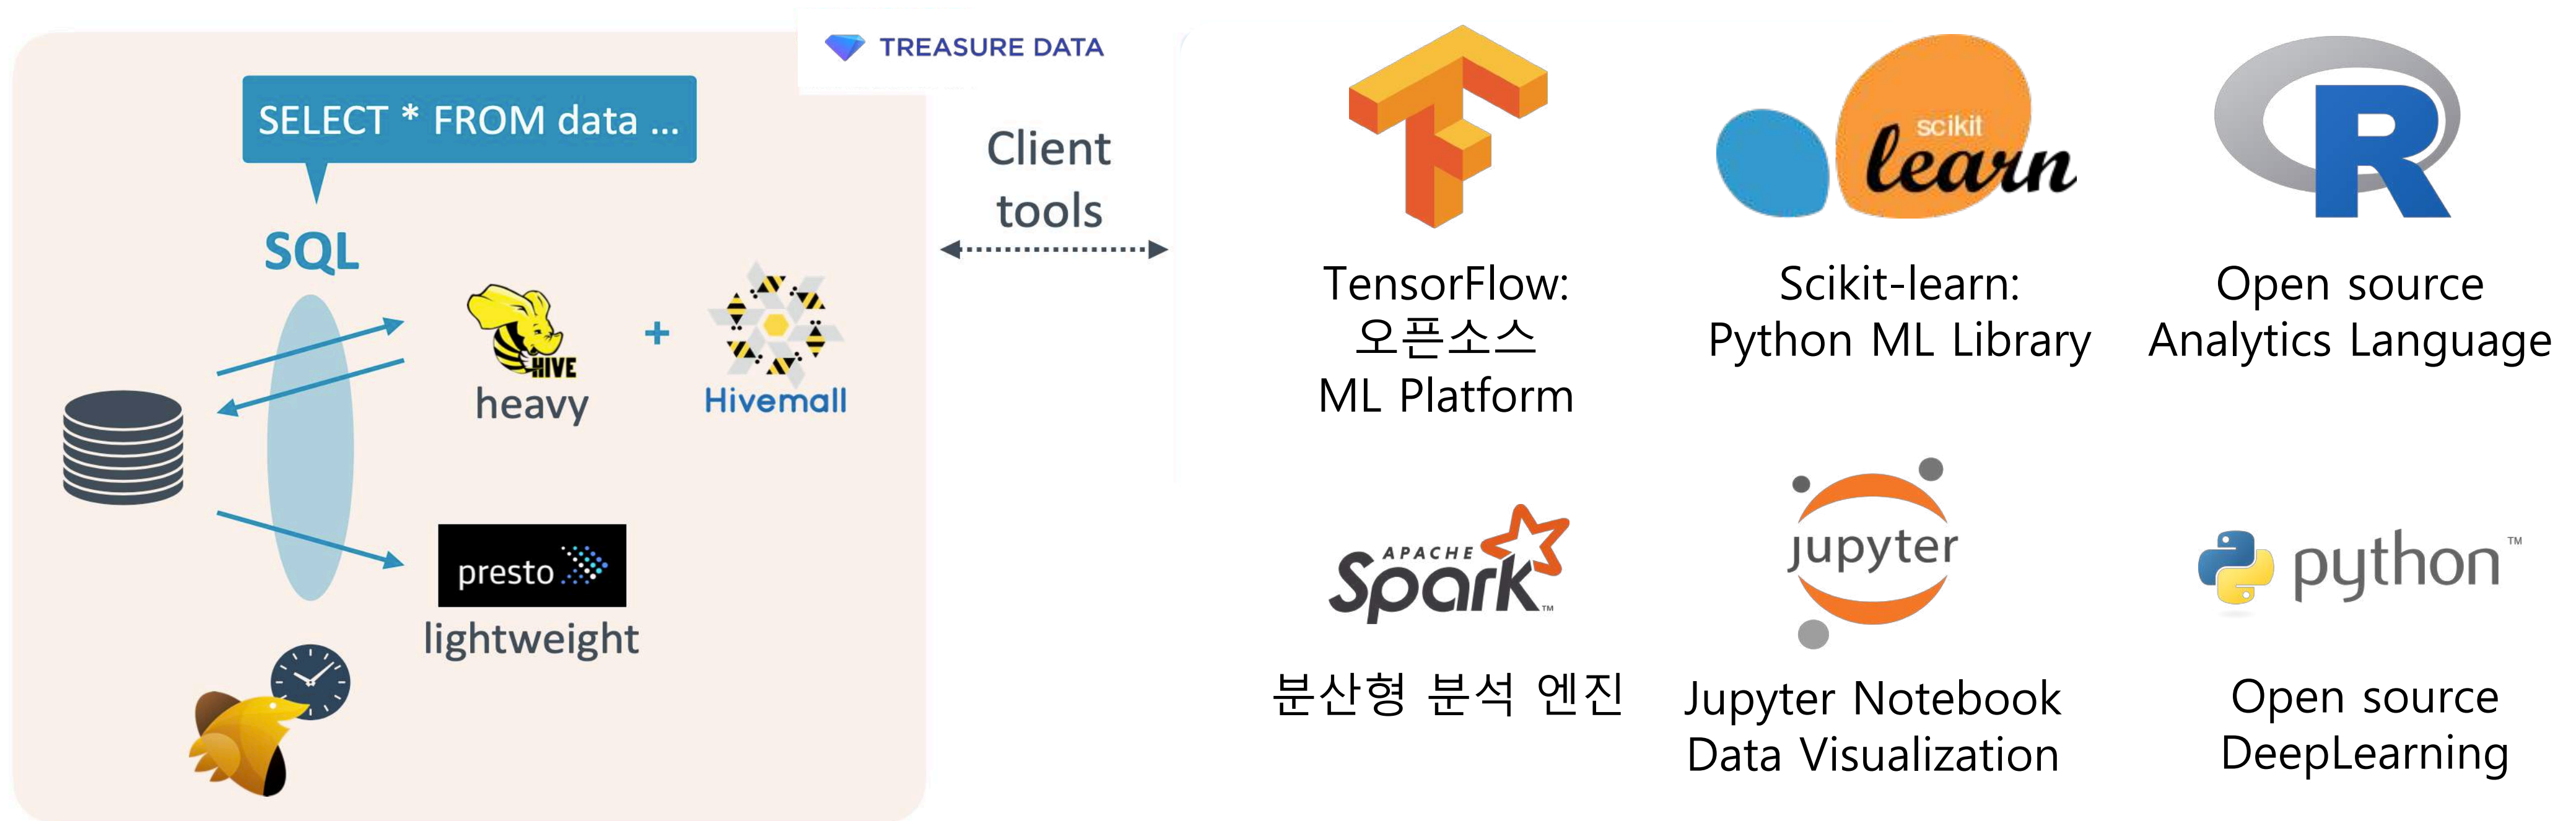 TREASURE DATA
SELECT * FROM data ...
SQL
HIVE
heavy
+
Hivemall
presto
lightweight
Client
tools
TensorFlow:
오픈소스
ML Platform
scikit
learn
Scikit-learn:
Python ML Library
R
Open source
Analytics Language
APACHE
Spark™
분산형 분석 엔진
jupyter
Jupyter Notebook
Data Visualization
python™
Open source
DeepLearning